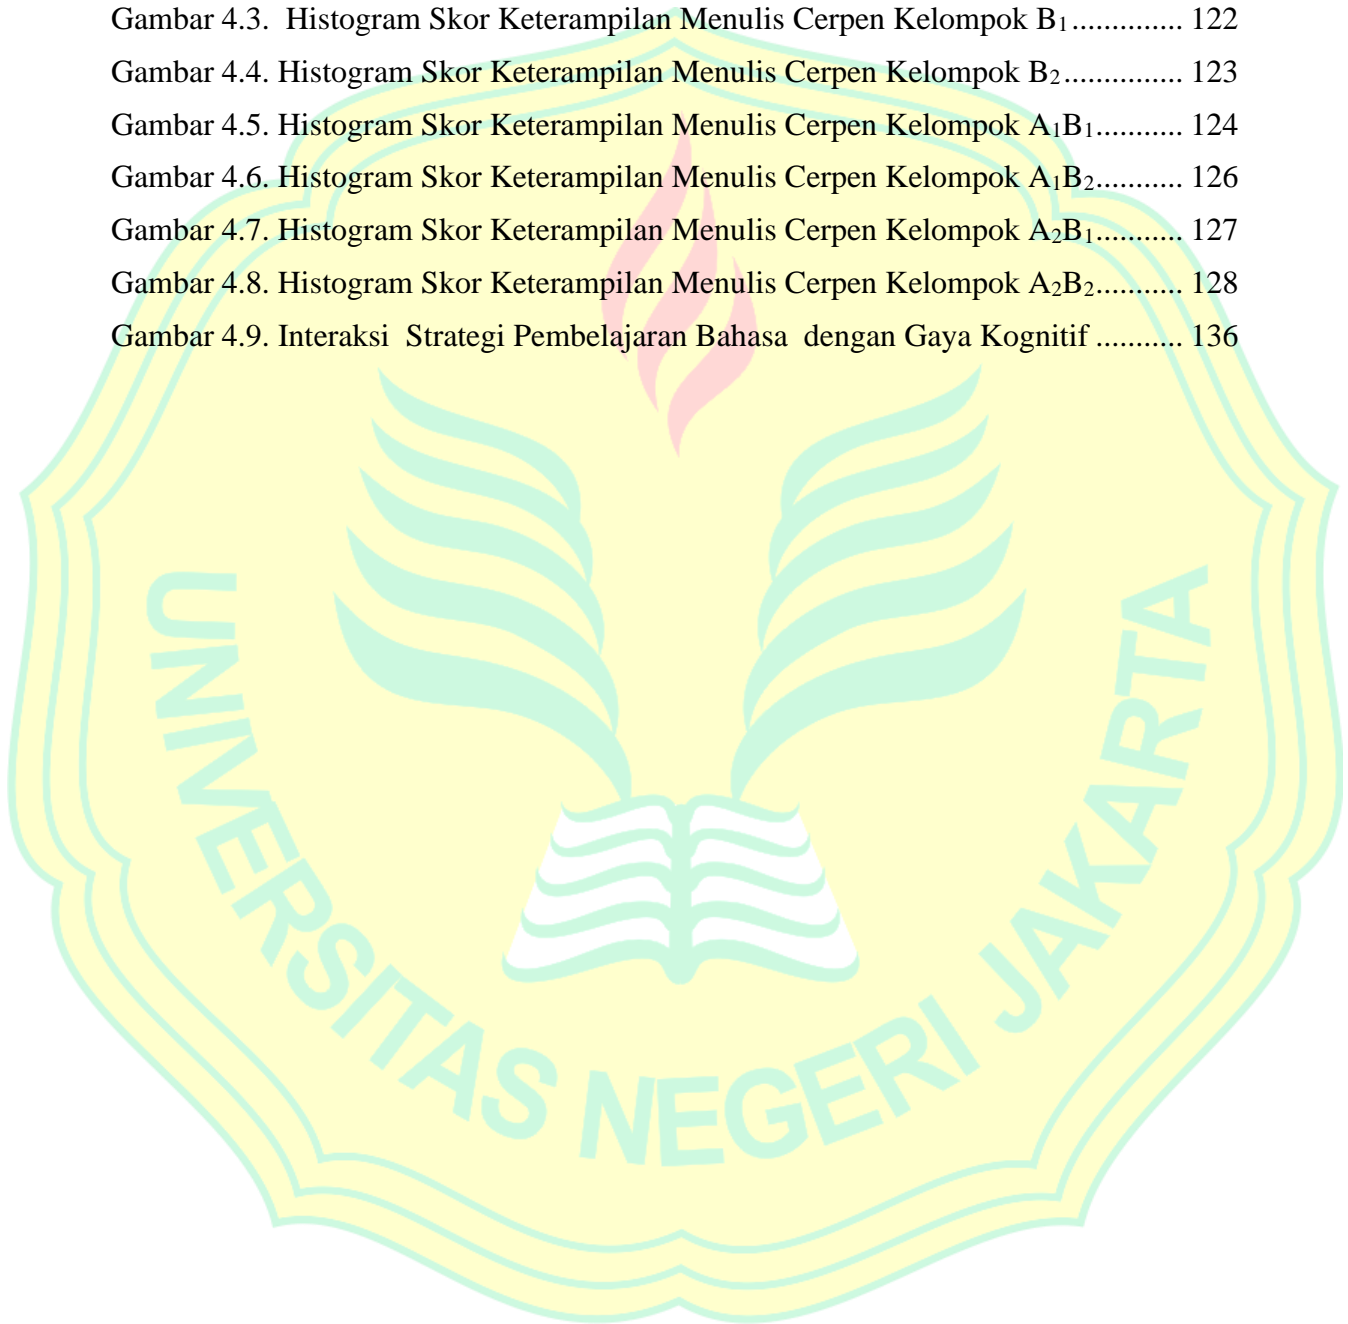 Gambar 4.3.  Histogram Skor Keterampilan Menulis Cerpen Kelompok B₁.............. 122
Gambar 4.4. Histogram Skor Keterampilan Menulis Cerpen Kelompok B₂............... 123
Gambar 4.5. Histogram Skor Keterampilan Menulis Cerpen Kelompok A₁B₁........... 124
Gambar 4.6. Histogram Skor Keterampilan Menulis Cerpen Kelompok A₁B₂........... 126
Gambar 4.7. Histogram Skor Keterampilan Menulis Cerpen Kelompok A₂B₁........... 127
Gambar 4.8. Histogram Skor Keterampilan Menulis Cerpen Kelompok A₂B₂........... 128
Gambar 4.9. Interaksi  Strategi Pembelajaran Bahasa  dengan Gaya Kognitif ........... 136
UNIVERSITAS NEGERI JAKARTA